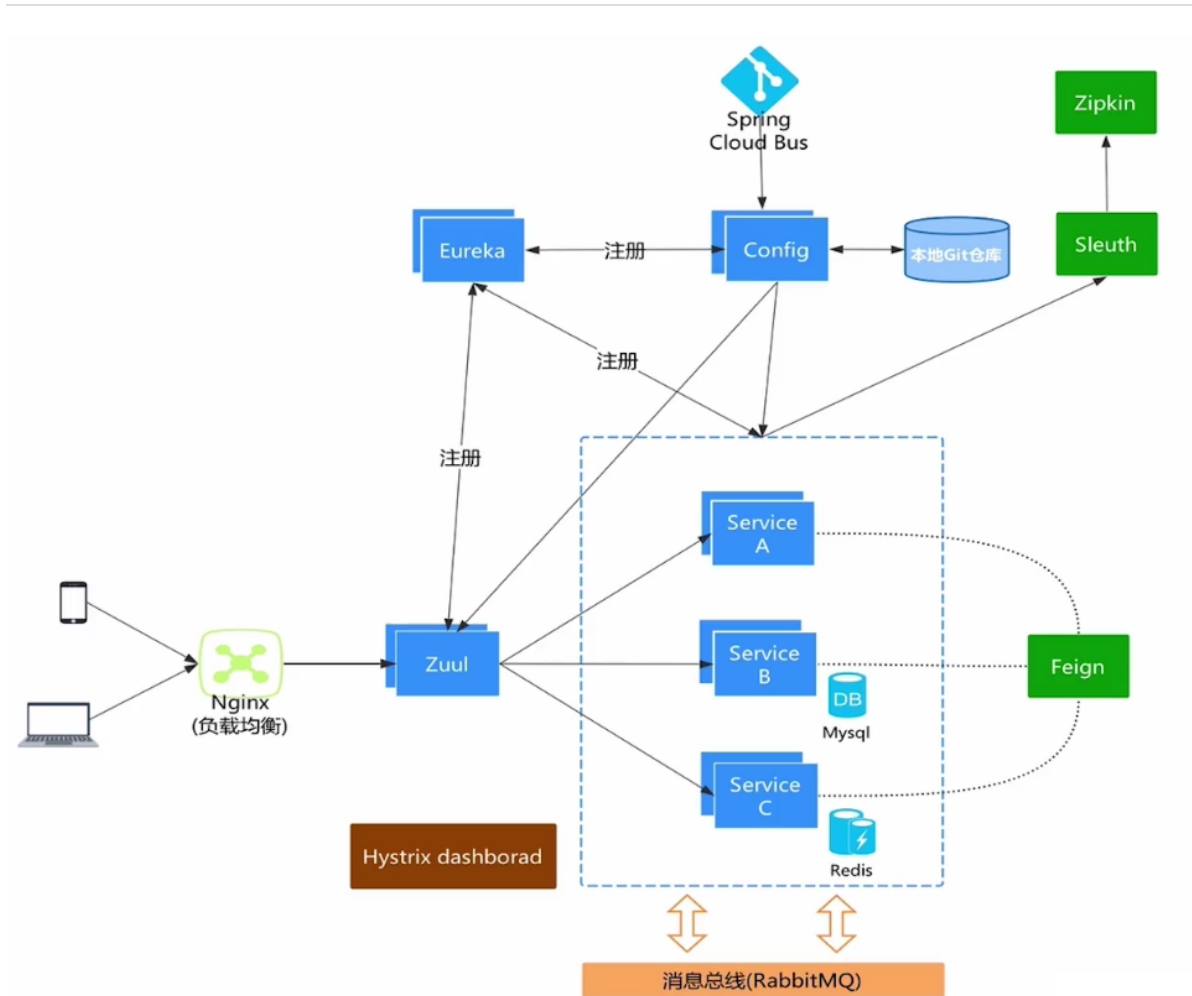 Spring
Cloud Bus
Zipkin
Eureka
注册
Config
本地Git仓库
Sleuth
注册
注册
Service
A
Nginx
(负载均衡)
Zuul
Service
B
DB
Mysql
Feign
Service
C
Redis
Hystrix dashborad
消息总线(RabbitMQ)